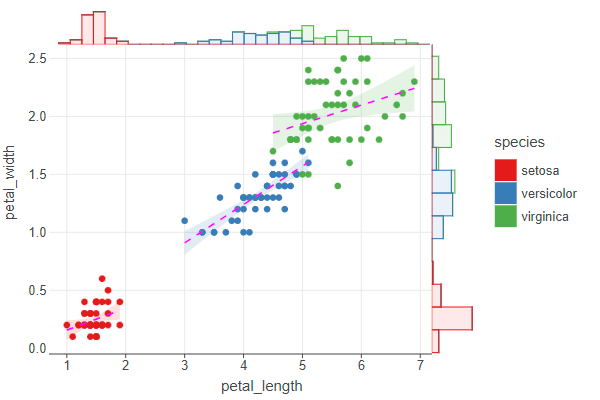 2.5
2.0
1.5
1.0
0.5
0.0
petal_width
1 2 3 4 5 6 7
petal_length
species
setosa
versicolor
virginica